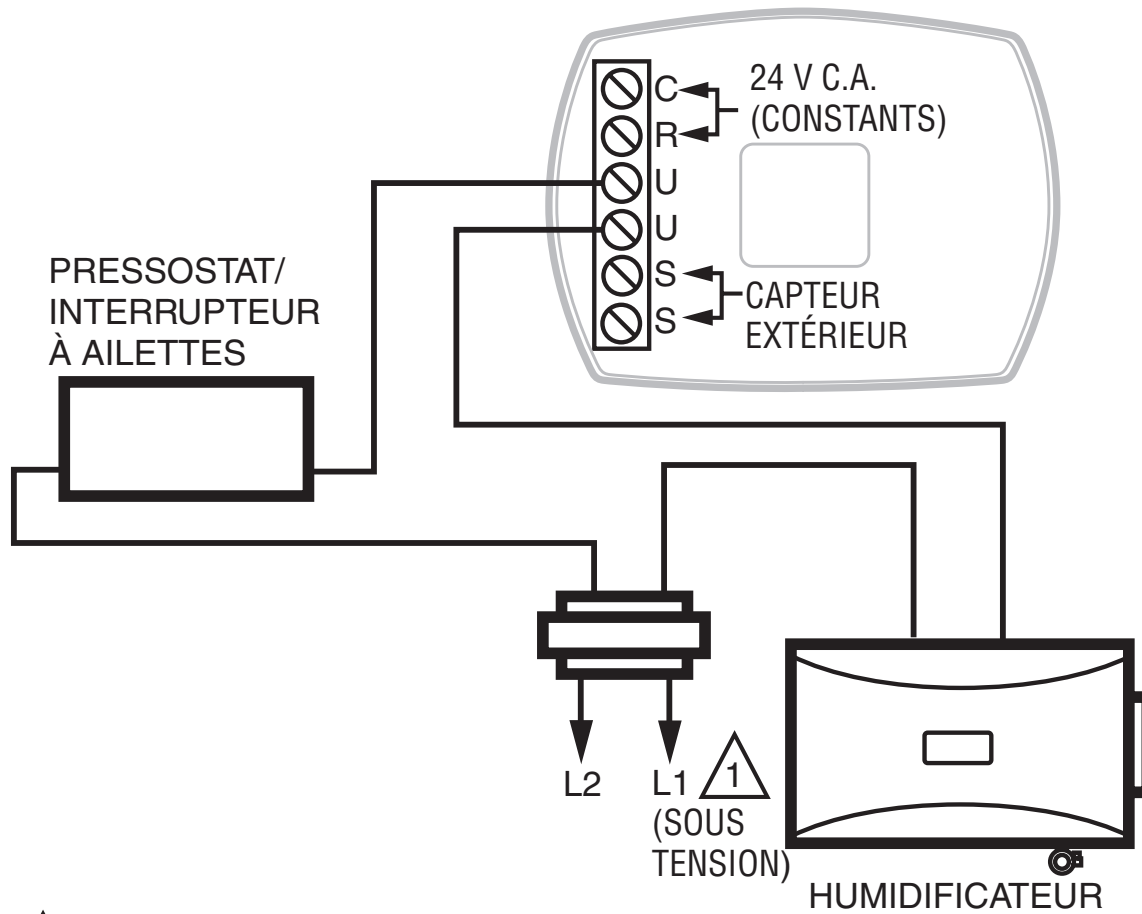 C
R
U
U
S
S
24 V C.A.
(CONSTANTS)
CAPTEUR
EXTÉRIEUR
PRESSOSTAT/
INTERRUPTEUR
À AILETTES
L2
L1
1
(SOUS
TENSION)
HUMIDIFICATEUR